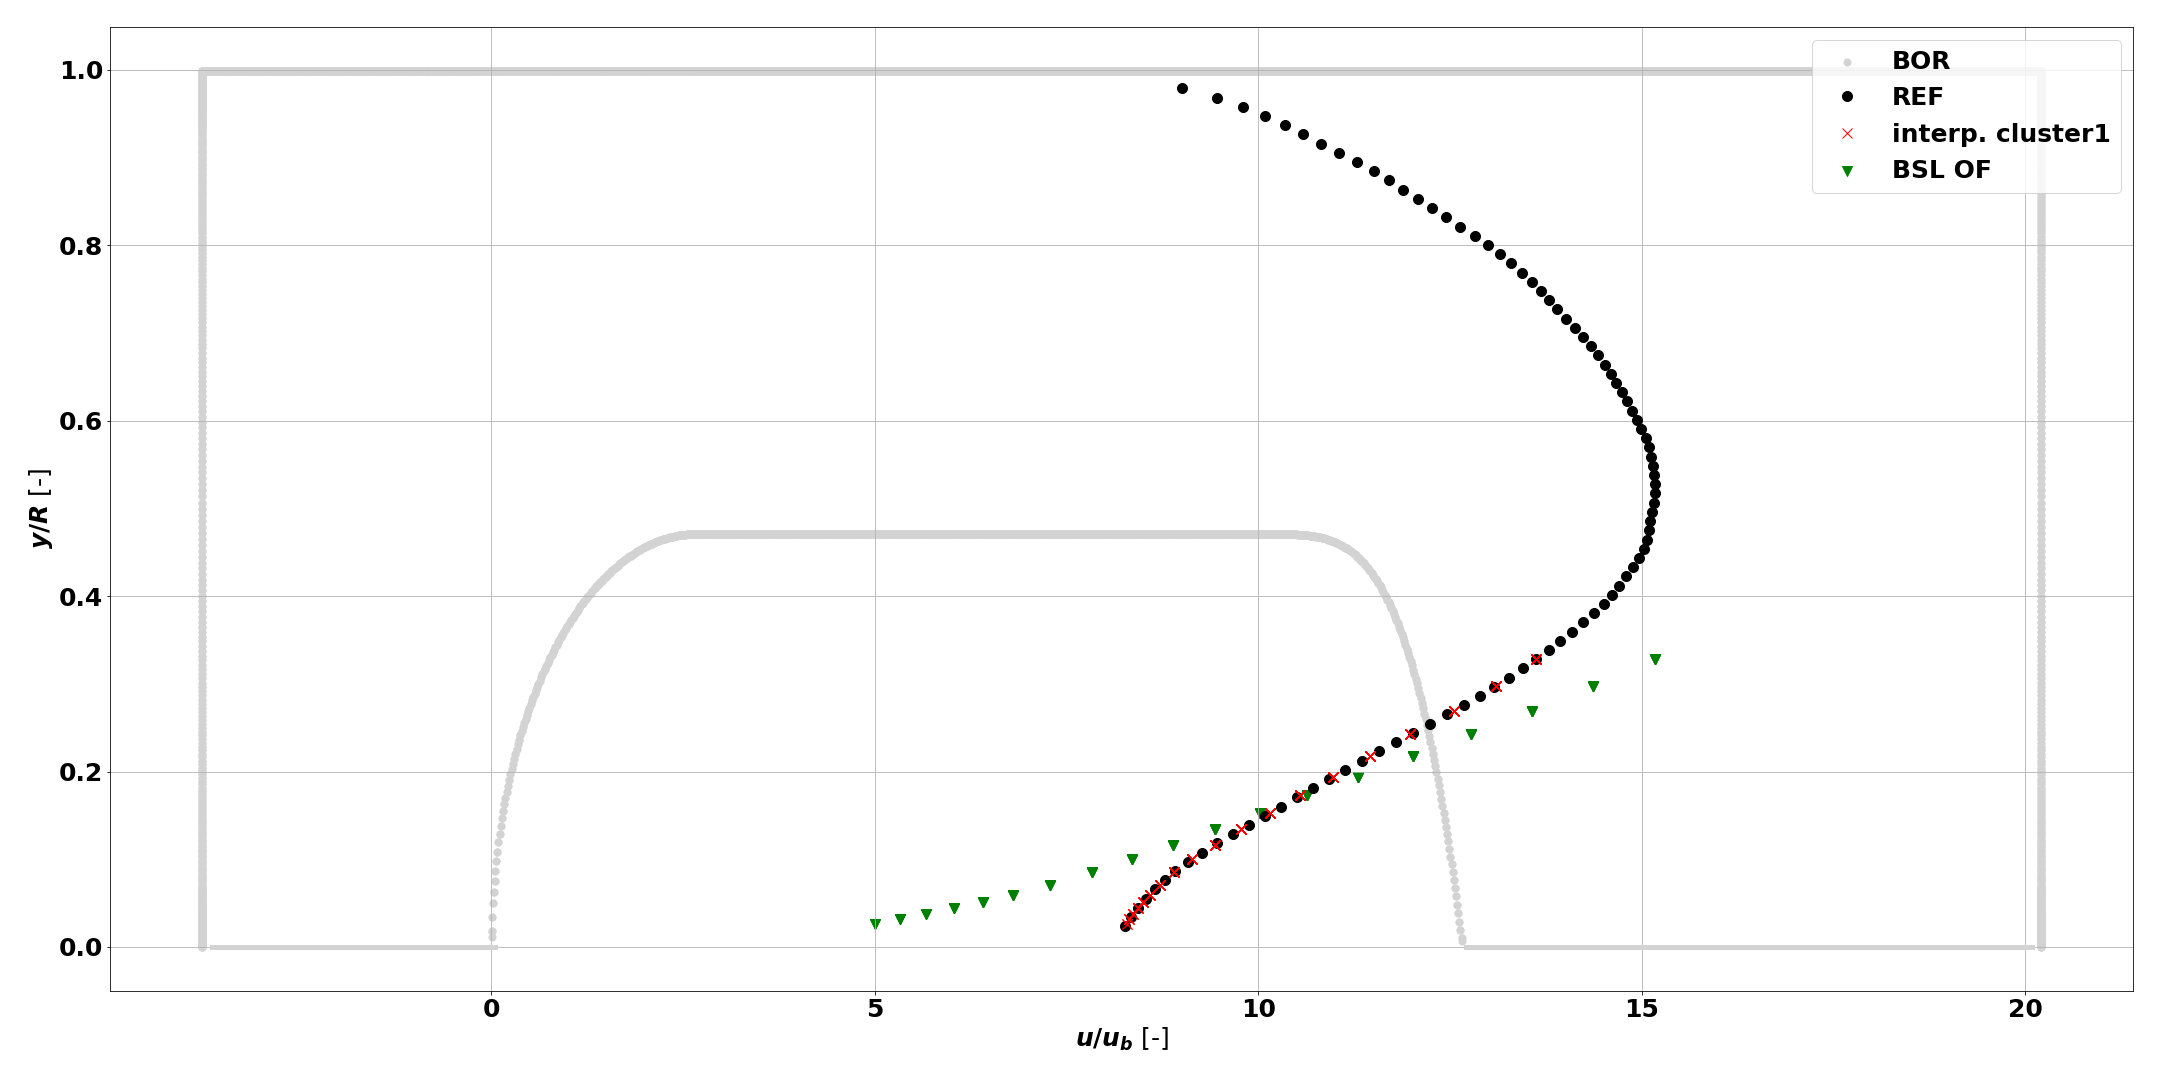 BOR
REF
interp. cluster1
BSL OF
1.0
0.8
0.6
0.4
0.2
0.0
y/R [-]
0 5 10 15 20
u/u_b [-]